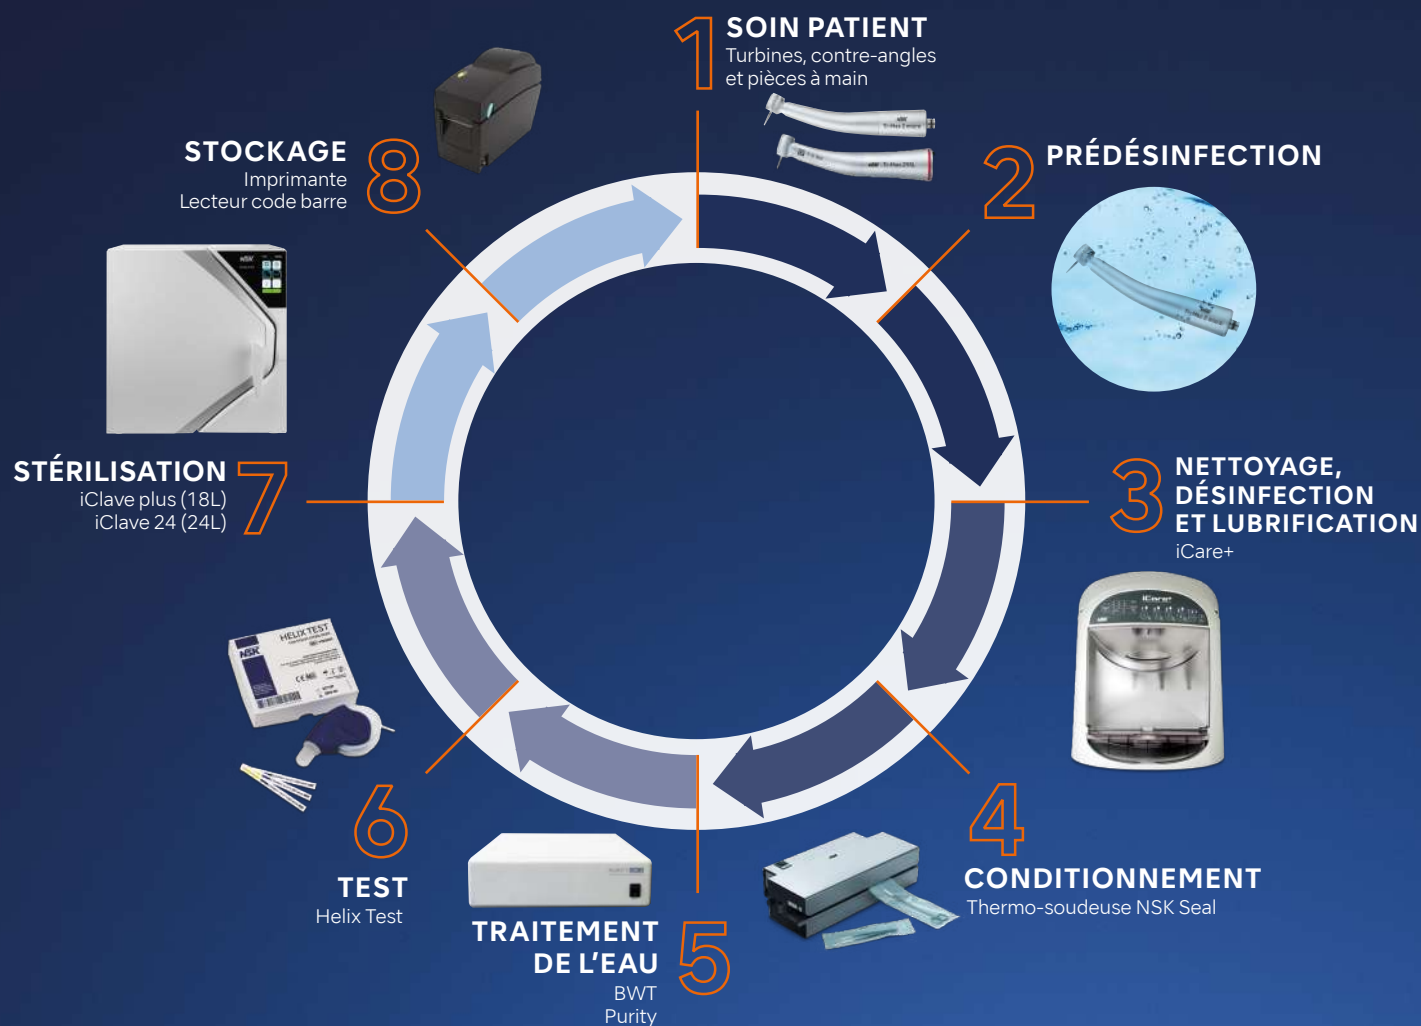 1
SOIN PATIENT
Turbines, contre-angles
et pièces à main
2
PRÉDÉSINFECTION
3
NETTOYAGE,
DÉSINFECTION
ET LUBRIFICATION
iCare+
iCare+
4
CONDITIONNEMENT
Thermo-soudeuse NSK Seal
5
TRAITEMENT
DE L'EAU
BWT
Purity
6
TEST
Helix Test
HELIX TEST
NSK
7
STÉRILISATION
iClave plus (18L)
iClave 24 (24L)
NSK
8
STOCKAGE
Imprimante
Lecteur code barre